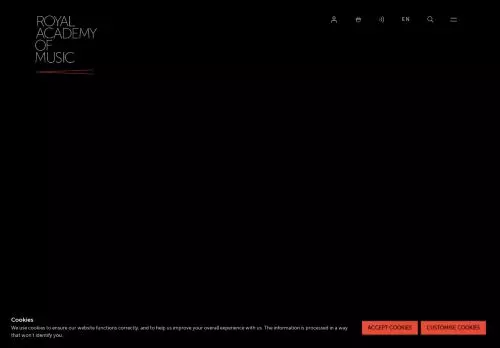 ROYAL
ACADEMY
OF
MUSIC
EN
Cookies
We use cookies to ensure our website functions correctly, and to help us improve your overall experience with us. The information is processed in a way
that won't identify you.
ACCEPT COOKIES
CUSTOMISE COOKIES